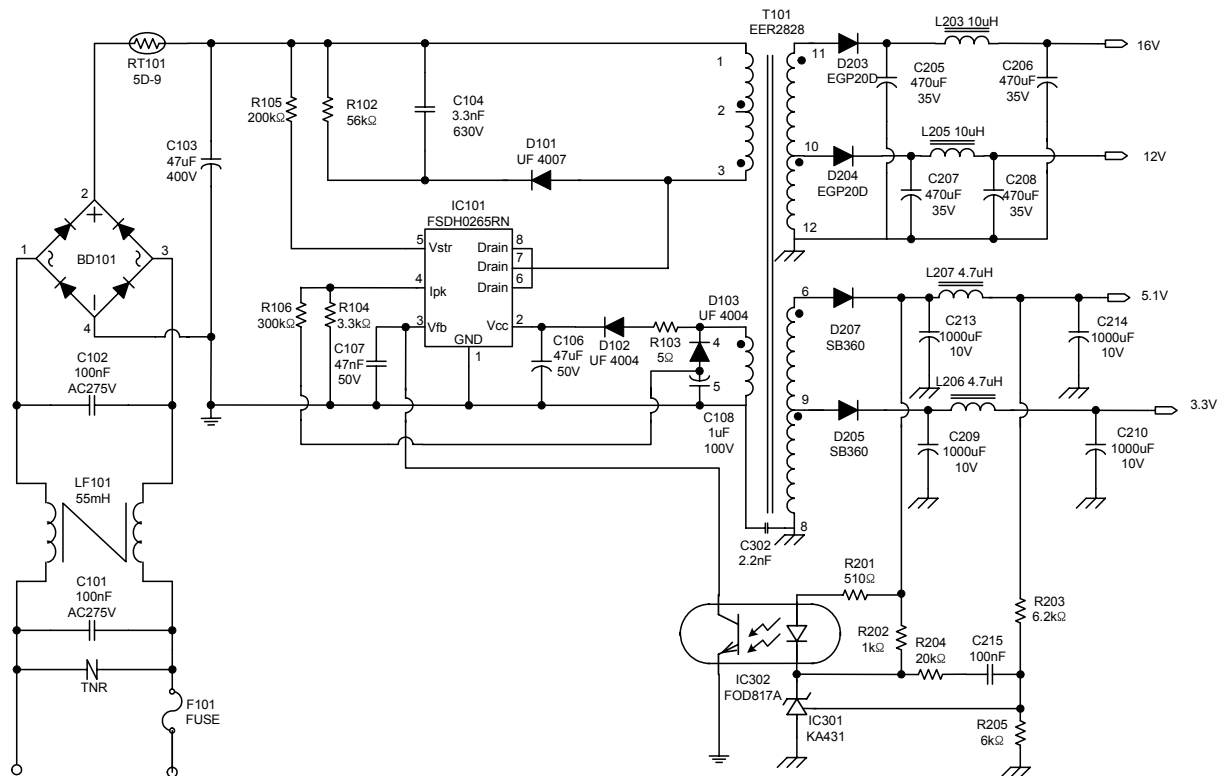 T101
EER2828
RT101
5D-9
C103
47uF
400V
R105
200kΩ
R102
56kΩ
C104
3.3nF
630V
D101
UF 4007
1
2
3
11
10
12
D203
EGP20D
C205
470uF
35V
L203 10uH
C206
470uF
35V
16V
D204
EGP20D
L205 10uH
C207
470uF
35V
C208
470uF
35V
12V
2
1
3
4
BD101
IC101
FSDH0265RN
5
Vstr
Drain
8
Drain
7
4
Ipk
Drain
6
3
Vfb
Vcc
2
GND
1
R106
300kΩ
R104
3.3kΩ
C107
47nF
50V
C106
47uF
50V
D102
UF 4004
R103
5Ω
D103
UF 4004
4
5
C108
1uF
100V
6
9
8
D207
SB360
L207 4.7uH
C213
1000uF
10V
C214
1000uF
10V
5.1V
D205
SB360
L206 4.7uH
C209
1000uF
10V
C210
1000uF
10V
3.3V
C102
100nF
AC275V
LF101
55mH
C101
100nF
AC275V
TNR
F101
FUSE
C302
2.2nF
R201
510Ω
R202
1kΩ
R204
20kΩ
C215
100nF
R203
6.2kΩ
IC302
FOD817A
IC301
KA431
R205
6kΩ